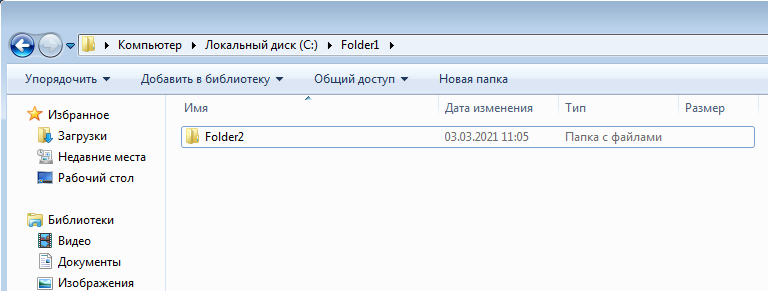 Компьютер Локальный диск (C:) Folder1
Упорядочить Добавить в библиотеку Общий доступ Новая папка
Имя Дата изменения Тип Размер
Избранное
Загрузки
Недавние места
Рабочий стол
Библиотеки
Видео
Документы
Изображения
Folder2 03.03.2021 11:05 Папка с файлами